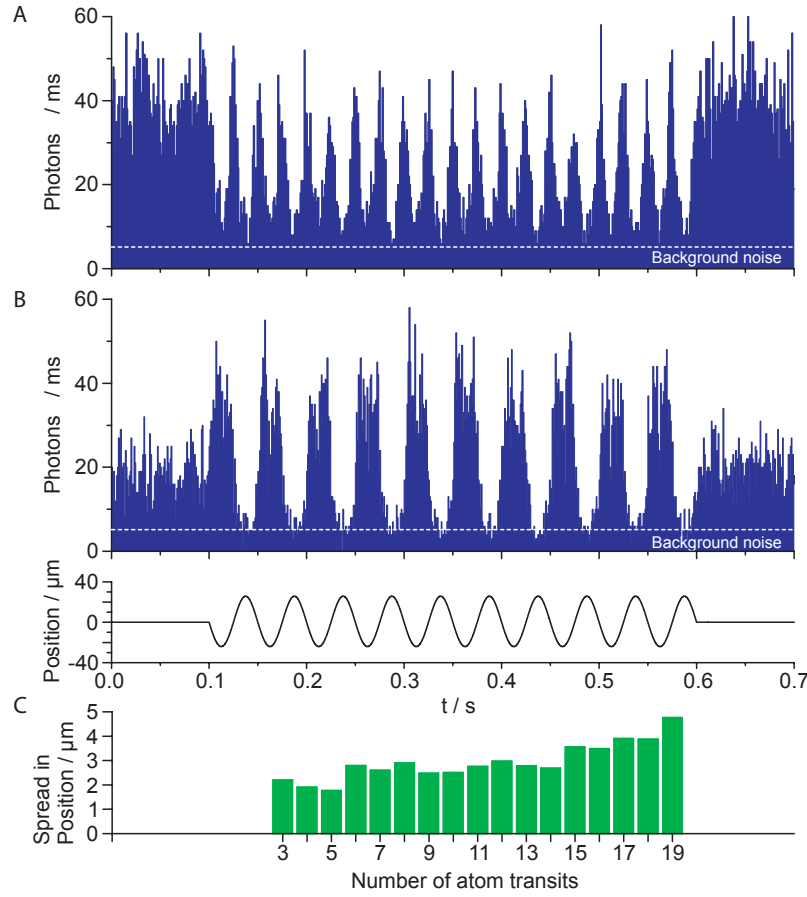 A
60
40
20
0
Photons / ms
Background noise
B
60
40
20
0
Photons / ms
Background noise
40
0
-40
Position / µm
0.0 0.1 0.2 0.3 0.4 0.5 0.6 0.7
t / s
C
5
4
3
2
1
0
Spread in
Position / µm
3 5 7 9 11 13 15 17 19
Number of atom transits